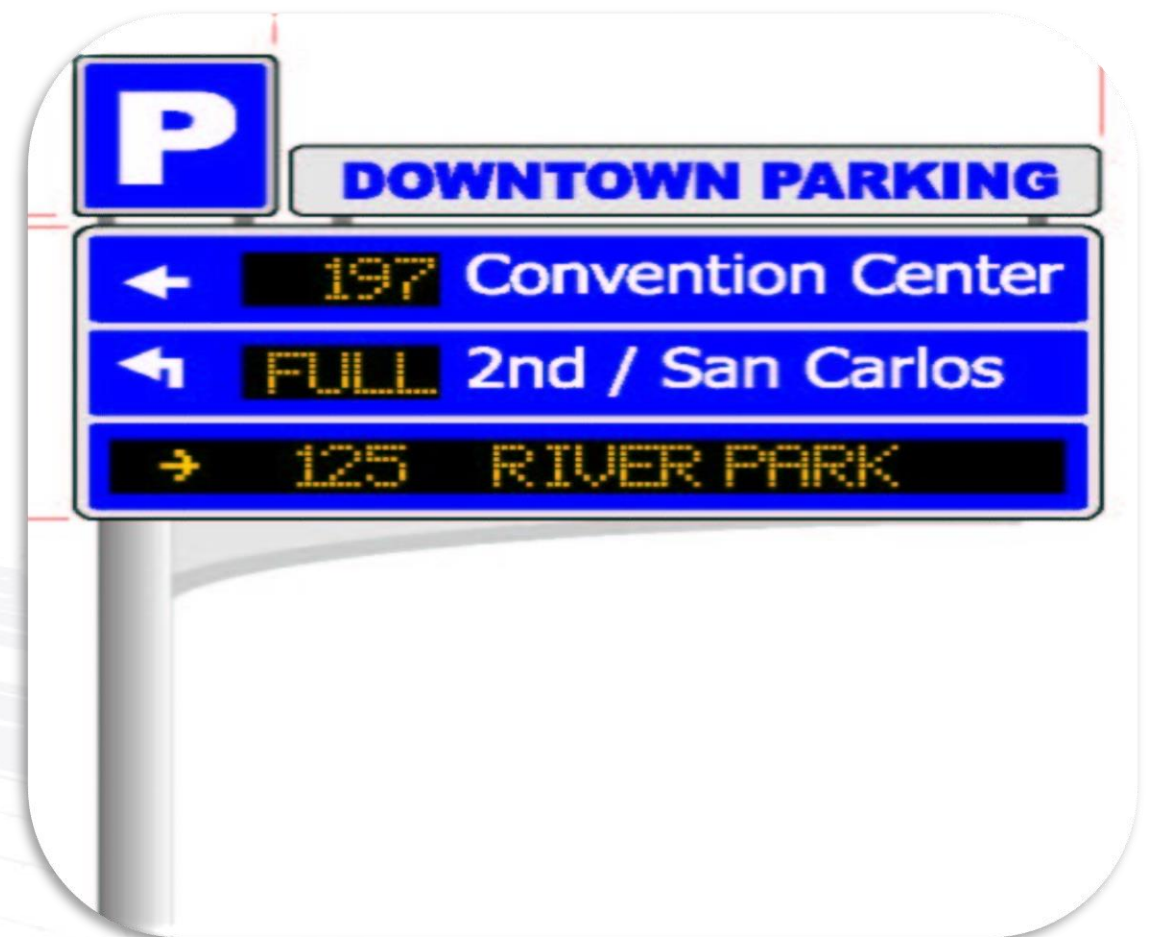 P
DOWNTOWN PARKING
← 197 Convention Center
↰ FULL 2nd / San Carlos
→ 125 RIVER PARK